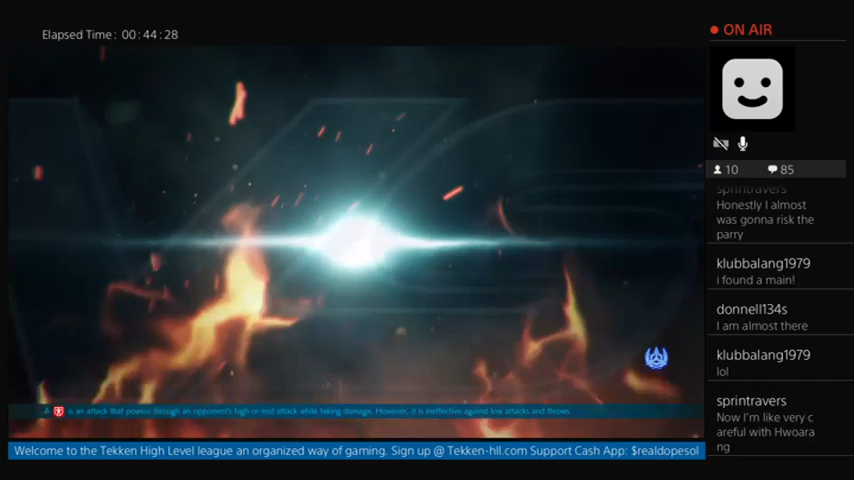 Elapsed Time: 00:44:28
ON AIR
10 85
sprintravers
Honestly I almost
was gonna risk the
parry
klubbalang1979
i found a main!
donnell134s
I am almost there
klubbalang1979
lol
sprintravers
Now I'm like very c
areful with Hwoara
ng
A is an attack that powers through an opponent's high or mid attack while taking damage. However, it is ineffective against low attacks and throws.
Welcome to the Tekken High Level league an organized way of gaming. Sign up @ Tekken-hll.com Support Cash App: $realdopesol